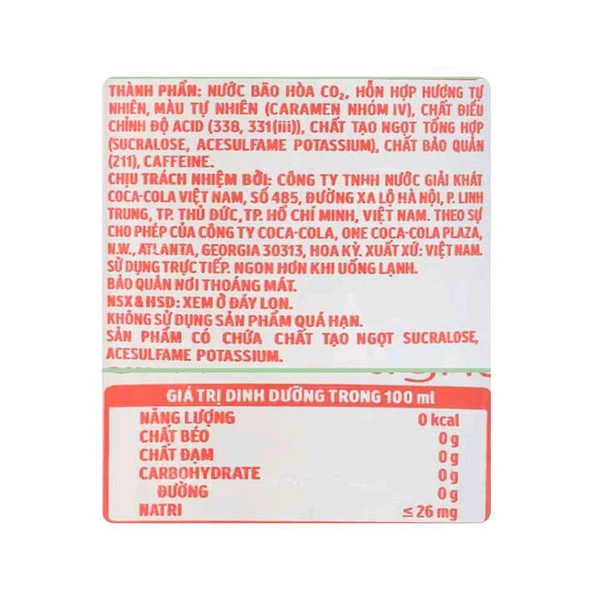 THÀNH PHẦN: NƯỚC BÃO HÒA CO₂, HỖN HỢP HƯƠNG TỰ
NHIÊN, MÀU TỰ NHIÊN (CARAMEN NHÓM IV), CHẤT ĐIỀU
CHỈNH ĐỘ ACID (338, 331(iii)), CHẤT TẠO NGỌT TỔNG HỢP
(SUCRALOSE, ACESULFAME POTASSIUM), CHẤT BẢO QUẢN
(211), CAFFEINE.
CHỊU TRÁCH NHIỆM BỞI: CÔNG TY TNHH NƯỚC GIẢI KHÁT
COCA-COLA VIỆT NAM, SỐ 485, ĐƯỜNG XA LỘ HÀ NỘI, P. LINH
TRUNG, TP. THỦ ĐỨC, TP. HỒ CHÍ MINH, VIỆT NAM. THEO SỰ
CHO PHÉP CỦA CÔNG TY COCA-COLA, ONE COCA-COLA PLAZA,
N.W., ATLANTA, GEORGIA 30313, HOA KỲ. XUẤT XỨ: VIỆT NAM.
SỬ DỤNG TRỰC TIẾP. NGON HƠN KHI UỐNG LẠNH.
BẢO QUẢN NƠI THOÁNG MÁT.
NSX & HSD: XEM Ở ĐÁY LON.
KHÔNG SỬ DỤNG SẢN PHẨM QUÁ HẠN.
SẢN PHẨM CÓ CHỨA CHẤT TẠO NGỌT SUCRALOSE,
ACESULFAME POTASSIUM.
GIÁ TRỊ DINH DƯỠNG TRONG 100 ml
NĂNG LƯỢNG 0 kcal
CHẤT BÉO 0 g
CHẤT ĐẠM 0 g
CARBOHYDRATE 0 g
ĐƯỜNG 0 g
NATRI ≤ 26 mg